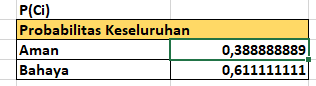 P(Ci)
Probabilitas Keseluruhan
Aman 0,388888889
Bahaya 0,611111111